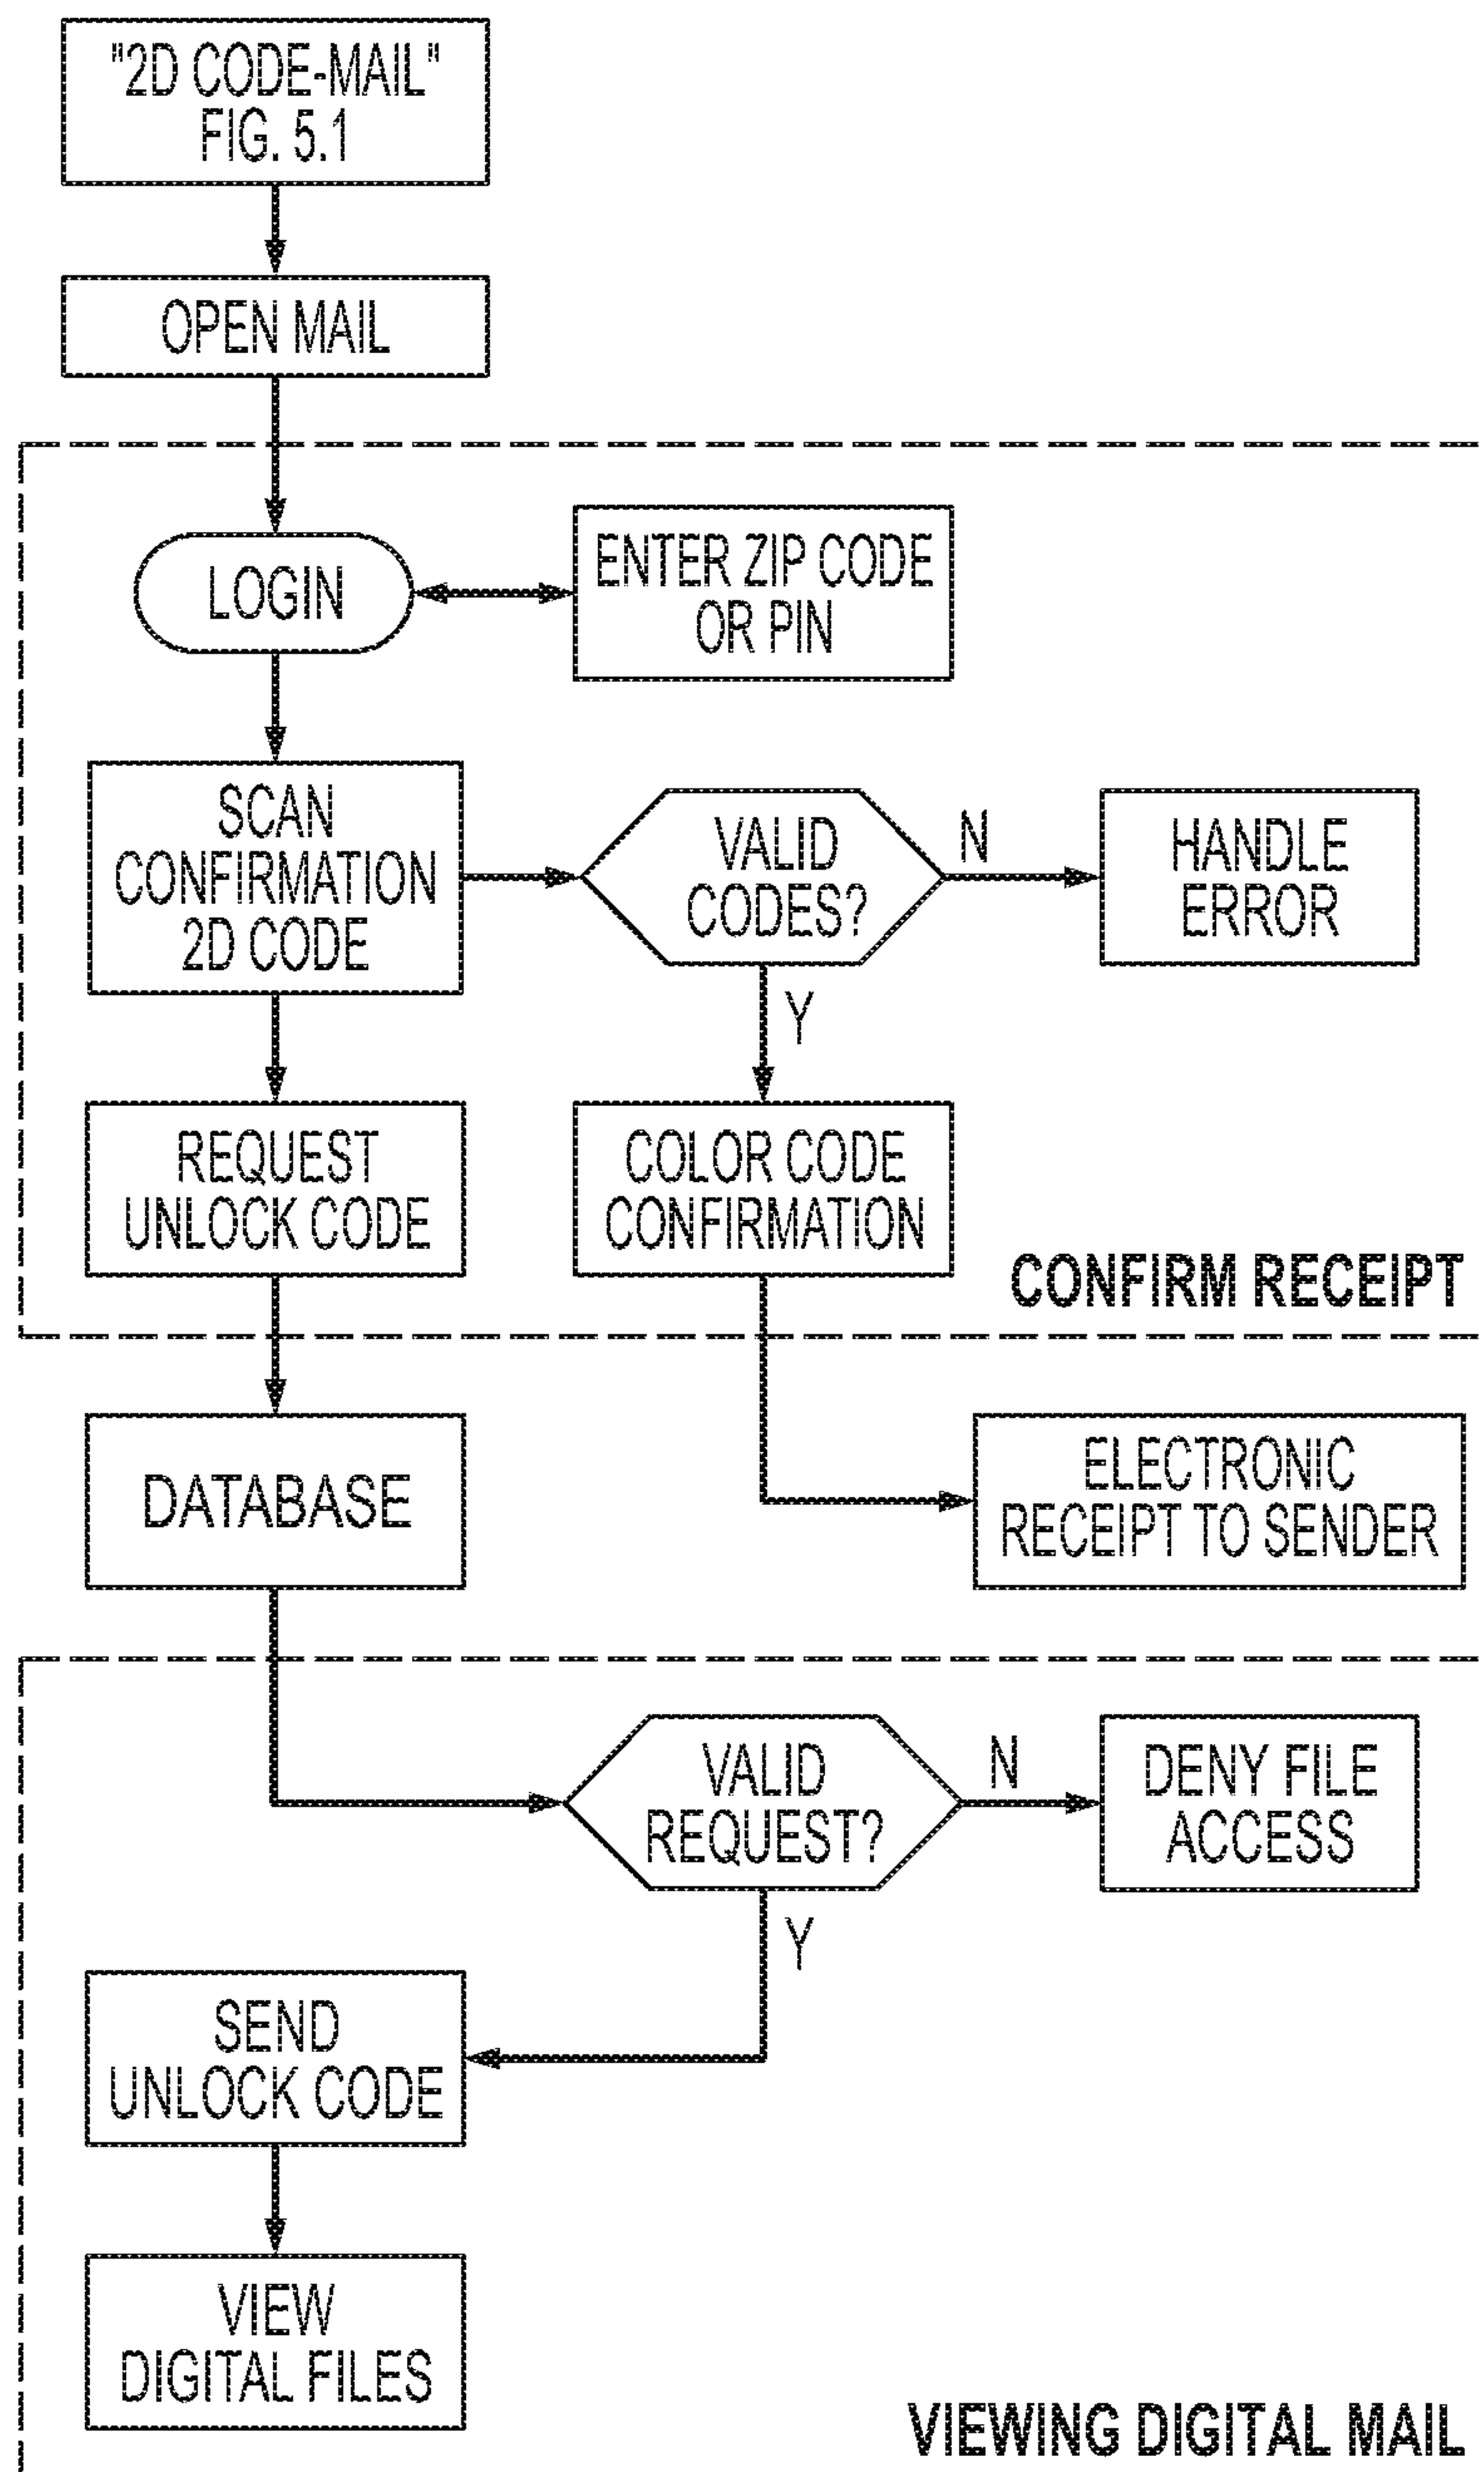 "2D CODE-MAIL"
FIG. 5.1
OPEN MAIL
LOGIN
ENTER ZIP CODE
OR PIN
SCAN
CONFIRMATION
2D CODE
VALID
CODES?
N
HANDLE
ERROR
Y
REQUEST
UNLOCK CODE
COLOR CODE
CONFIRMATION
CONFIRM RECEIPT
DATABASE
ELECTRONIC
RECEIPT TO SENDER
VALID
REQUEST?
N
DENY FILE
ACCESS
Y
SEND
UNLOCK CODE
VIEW
DIGITAL FILES
VIEWING DIGITAL MAIL